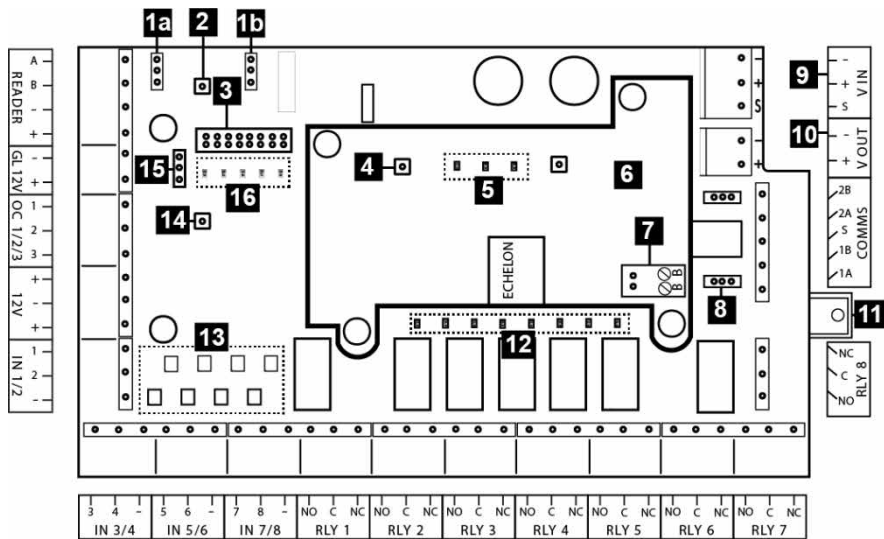 1a 2 1b
3
4
5
6
7
8
9
10
11
12
13
14
15
16
ECHELON
B
B
-
+
S
-
+
READER
A
B
-
+
GL 12V
-
+
OC 1/2/3
1
2
3
12V
+
-
+
IN 1/2
1
2
-
V IN
-
+
S
V OUT
-
+
COMMS
2B
2A
S
1B
1A
RLY 8
NC
C
NO
3 4 - 5 6 - 7 8 - NO C NC NO C NC NO C NC NO C NC NO C NC NO C NC NO C NC
IN 3/4 IN 5/6 IN 7/8 RLY 1 RLY 2 RLY 3 RLY 4 RLY 5 RLY 6 RLY 7